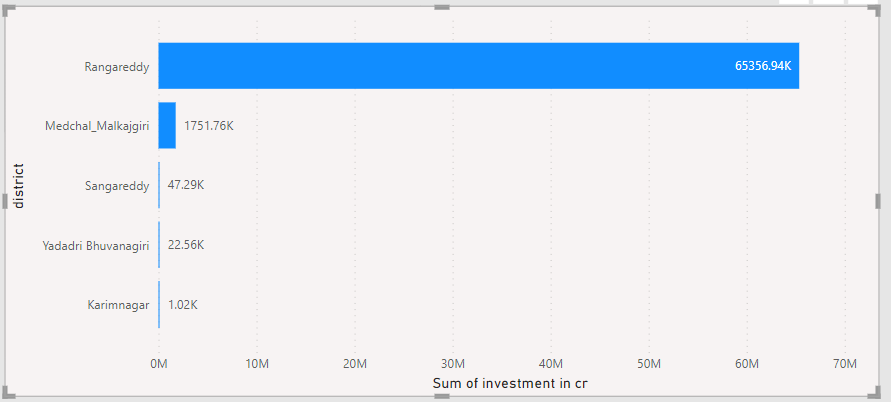 district
Rangareddy 65356.94K
Medchal_Malkajgiri 1751.76K
Sangareddy 47.29K
Yadadri Bhuvanagiri 22.56K
Karimnagar 1.02K
0M 10M 20M 30M 40M 50M 60M 70M
Sum of investment in cr